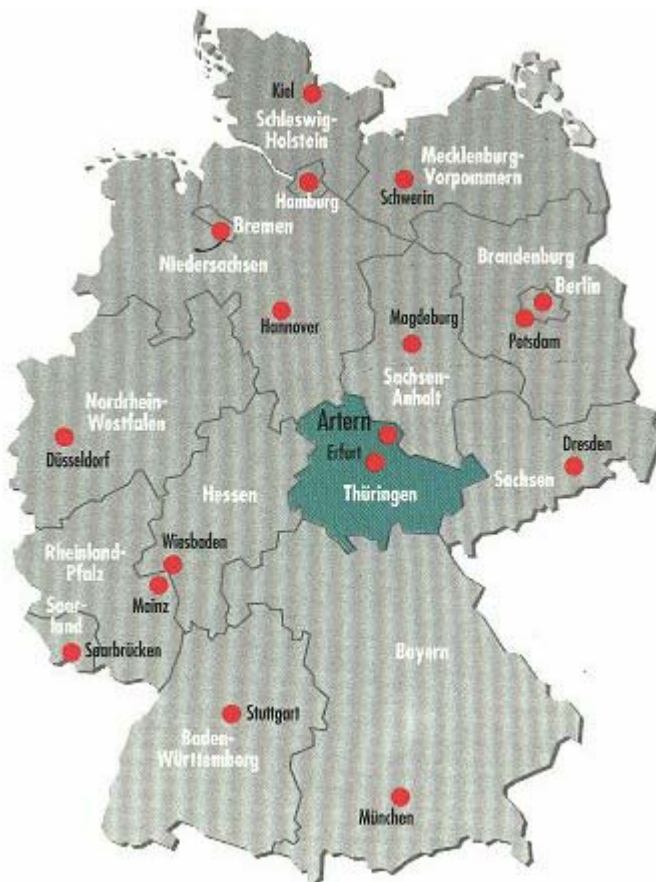 Kiel
Schleswig-
Holstein
Mecklenburg-
Vorpommern
Schwerin
Hamburg
Bremen
Niedersachsen
Brandenburg
Berlin
Hannover
Magdeburg
Potsdam
Sachsen-
Anhalt
Nordrhein-
Westfalen
Artern
Düsseldorf
Erfurt
Dresden
Hessen
Thüringen
Sachsen
Wiesbaden
Rheinland-
Pfalz
Mainz
Saar-
land
Saarbrücken
Bayern
Stuttgart
Baden-
Württemberg
München